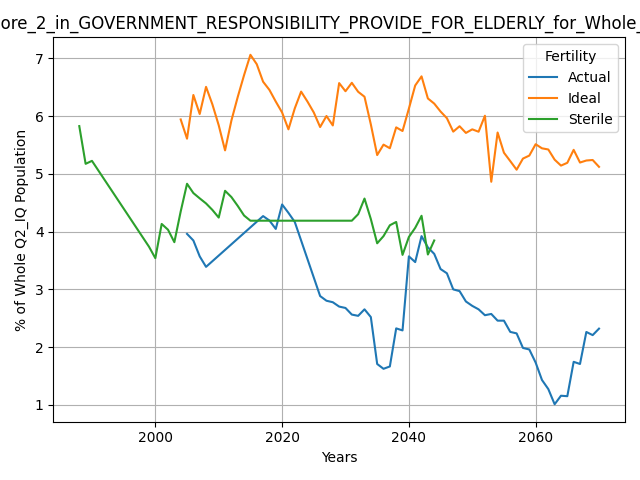 ore_2_in_GOVERNMENT_RESPONSIBILITY_PROVIDE_FOR_ELDERLY_for_Whole_
Fertility
Actual
Ideal
Sterile
% of Whole Q2_IQ Population
7
6
5
4
3
2
1
2000 2020 2040 2060
Years